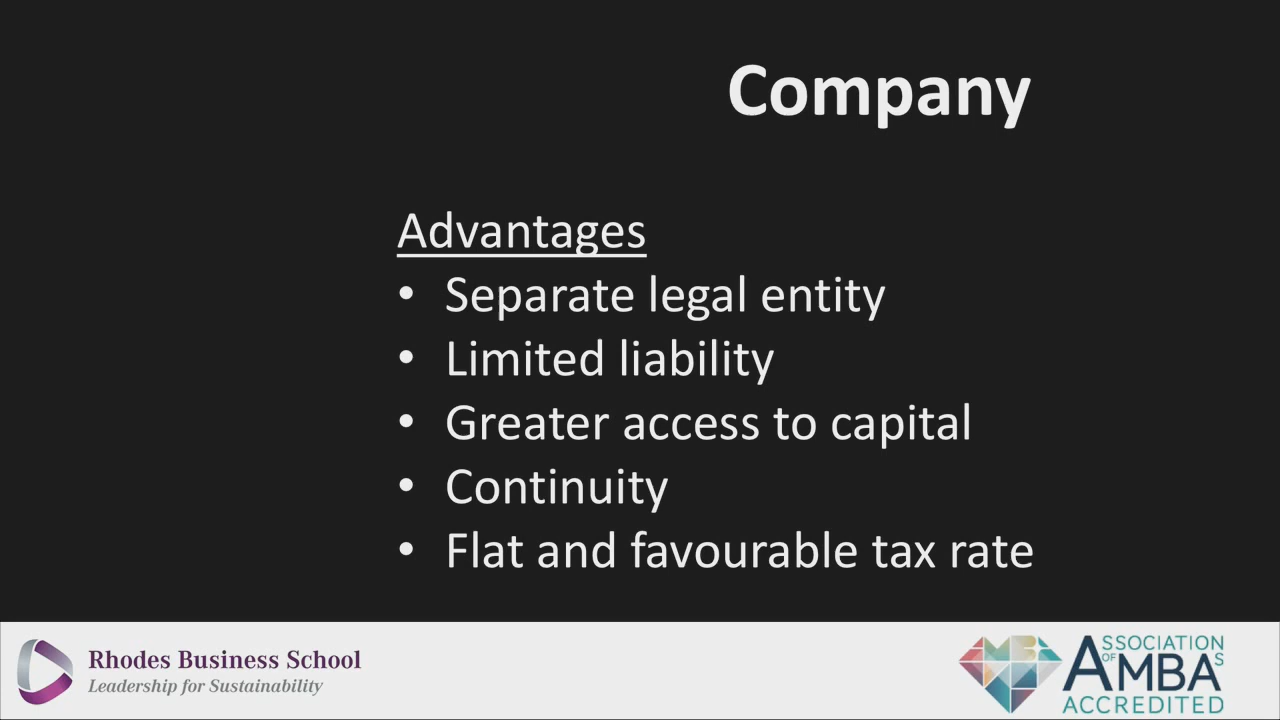 Company
Advantages
• Separate legal entity
• Limited liability
• Greater access to capital
• Continuity
• Flat and favourable tax rate
Rhodes Business School
Leadership for Sustainability
ASSOCIATION
OF AMBAS
ACCREDITED